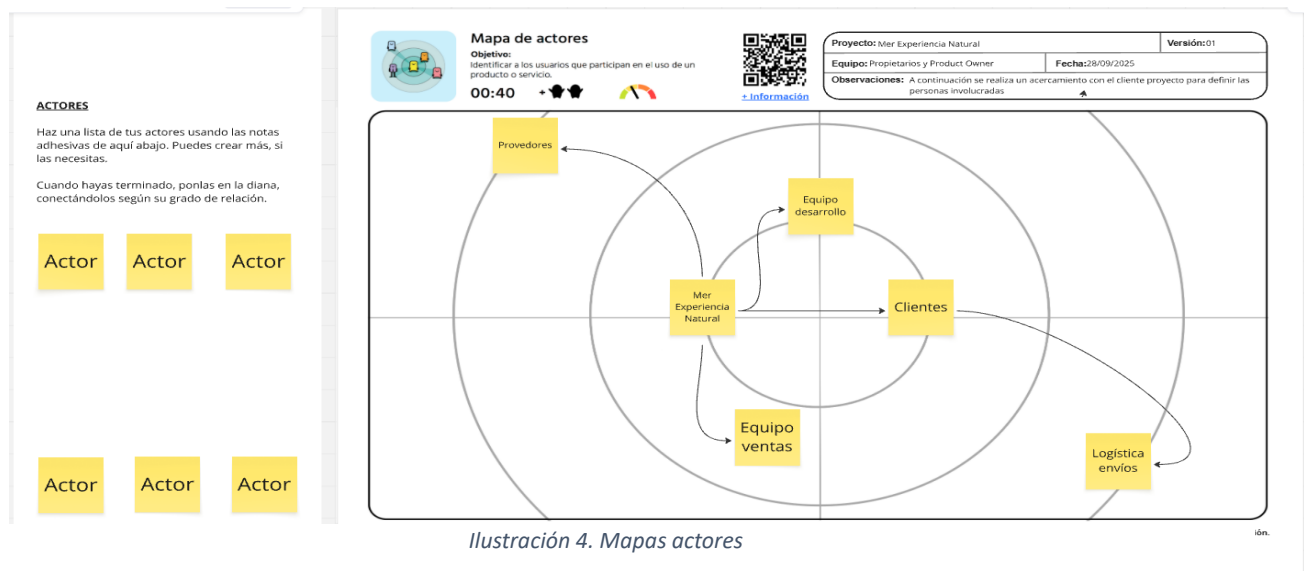 ACTORES
Haz una lista de tus actores usando las notas
adhesivas de aquí abajo. Puedes crear más, si
las necesitas.
Cuando hayas terminado, ponlas en la diana,
conectándolos según su grado de relación.
Actor
Actor
Actor
Actor
Actor
Actor
Mapa de actores
Objetivo:
Identificar a los usuarios que participan en el uso de un
producto o servicio.
00:40
+
+ Información
Proyecto: Mer Experiencia Natural
Versión:01
Equipo: Propietarios y Product Owner
Fecha:28/09/2025
Observaciones: A continuación se realiza un acercamiento con el cliente proyecto para definir las
personas involucradas
Provedores
Equipo
desarrollo
Mer
Experiencia
Natural
Clientes
Equipo
ventas
Logística
envíos
ión.
Ilustración 4. Mapas actores